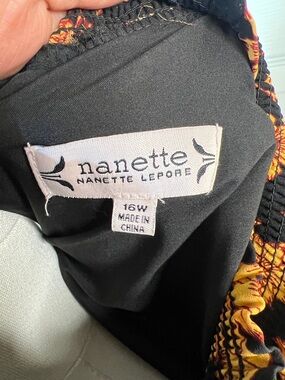 nanette
NANETTE LEPORE
16W
MADE IN
CHINA